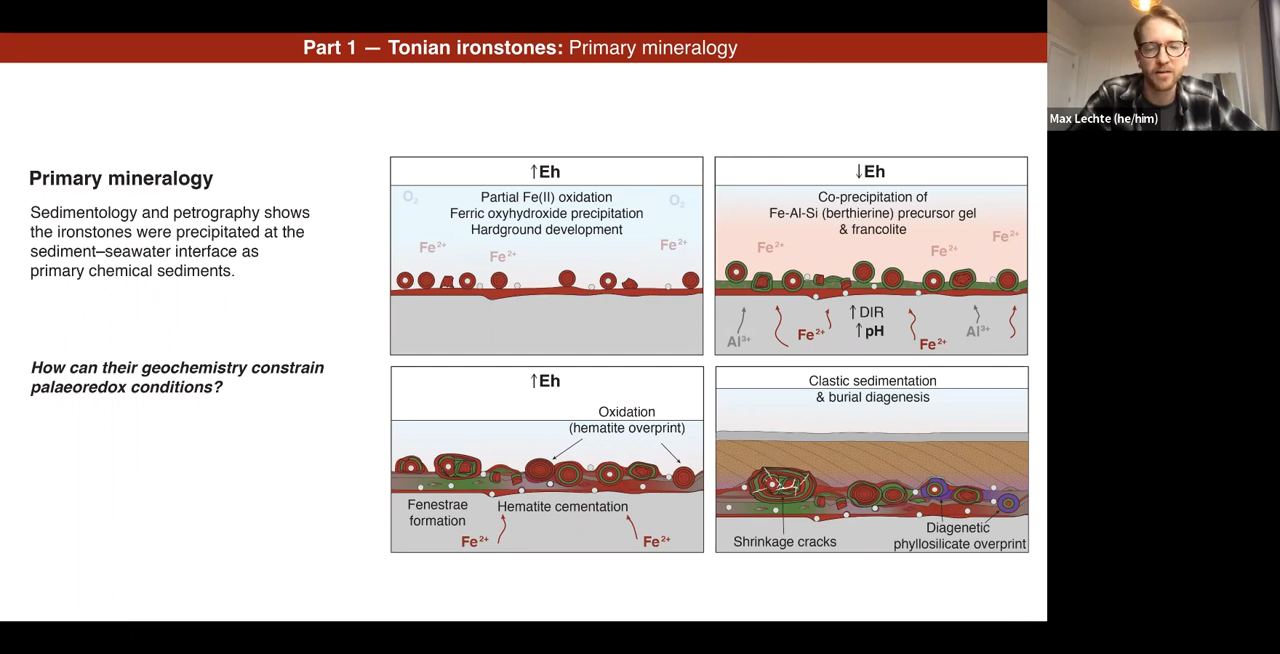 Part 1 — Tonian ironstones: Primary mineralogy
Max Lechte (he/him)
Primary mineralogy
Sedimentology and petrography shows
the ironstones were precipitated at the
sediment–seawater interface as
primary chemical sediments.
How can their geochemistry constrain
palaeoredox conditions?
↑Eh
O₂
O₂
Partial Fe(II) oxidation
Ferric oxyhydroxide precipitation
Hardground development
Fe²⁺
Fe²⁺
Fe²⁺
↓Eh
Co-precipitation of
Fe-Al-Si (berthierine) precursor gel
& francolite
Fe²⁺
Fe²⁺
Fe²⁺
↑DIR
↑pH
Al³⁺
Fe²⁺
Fe²⁺
Al³⁺
↑Eh
Oxidation
(hematite overprint)
Fenestrae
formation
Hematite cementation
Fe²⁺
Fe²⁺
Clastic sedimentation
& burial diagenesis
Shrinkage cracks
Diagenetic
phyllosilicate overprint